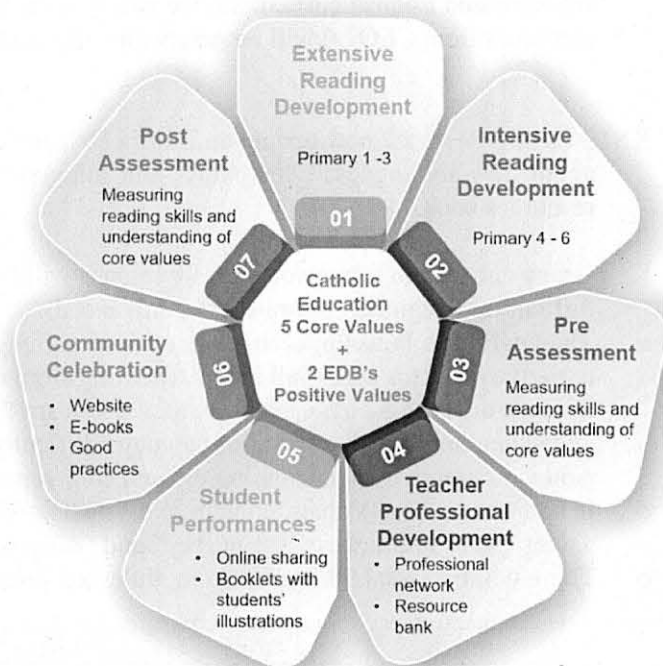 Extensive
Reading
Development
Primary 1 -3
01
Intensive
Reading
Development
Primary 4 - 6
02
Pre
Assessment
Measuring
reading skills and
understanding of
core values
03
Teacher
Professional
Development
• Professional
network
• Resource
bank
04
Student
Performances
• Online sharing
• Booklets with
students'
illustrations
05
Community
Celebration
• Website
• E-books
• Good
practices
06
Post
Assessment
Measuring
reading skills and
understanding of
core values
07
Catholic
Education
5 Core Values
+
2 EDB's
Positive Values